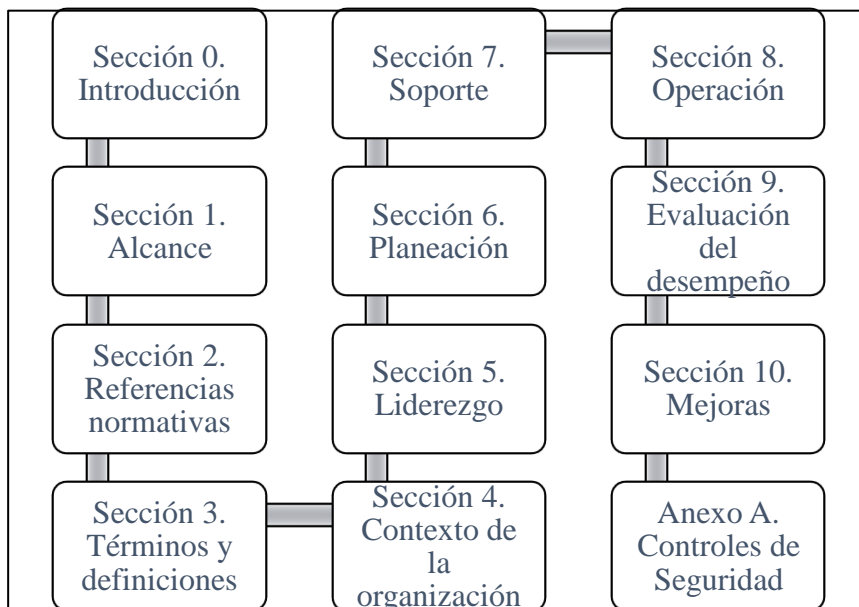 Sección 0.
Introducción
Sección 1.
Alcance
Sección 2.
Referencias
normativas
Sección 3.
Términos y
definiciones
Sección 4.
Contexto de
la
organización
Sección 5.
Liderezgo
Sección 6.
Planeación
Sección 7.
Soporte
Sección 8.
Operación
Sección 9.
Evaluación
del
desempeño
Sección 10.
Mejoras
Anexo A.
Controles de
Seguridad